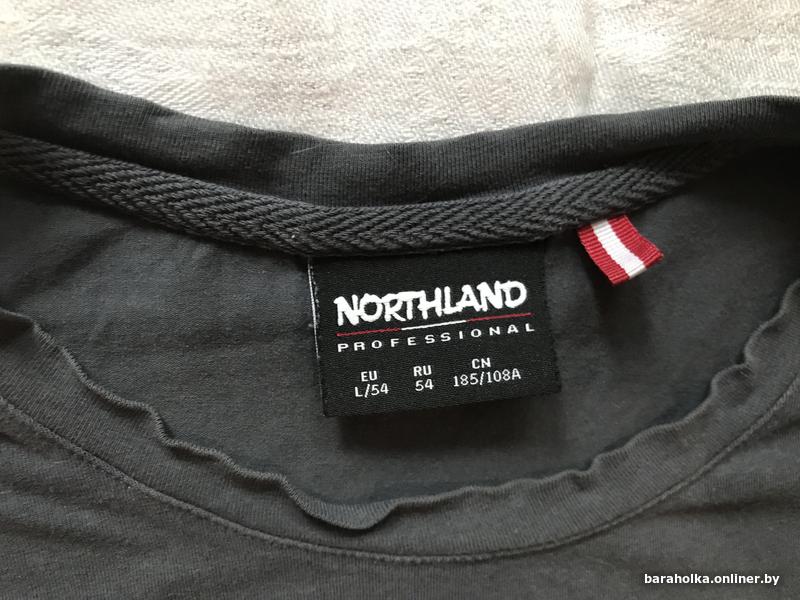 NORTHLAND
PROFESSIONAL
EU RU CN
L/54 54 185/108A
baraholka.onliner.by